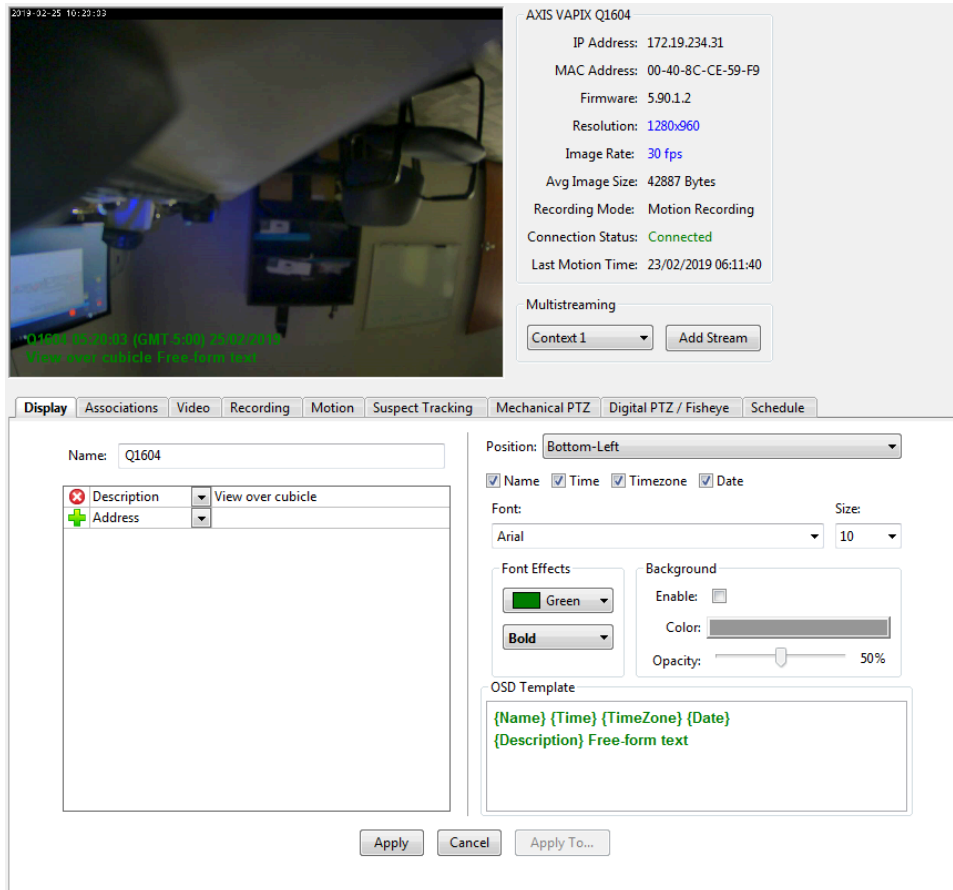 2019-02-25 10:20:03
Q1604 05:20:03 (GMT-5:00) 25/02/2019
View over cubicle Free-form text
AXIS VAPIX Q1604
IP Address: 172.19.234.31
MAC Address: 00-40-8C-CE-59-F9
Firmware: 5.90.1.2
Resolution: 1280x960
Image Rate: 30 fps
Avg Image Size: 42887 Bytes
Recording Mode: Motion Recording
Connection Status: Connected
Last Motion Time: 23/02/2019 06:11:40
Multistreaming
Context 1 Add Stream
Display Associations Video Recording Motion Suspect Tracking Mechanical PTZ Digital PTZ / Fisheye Schedule
Name: Q1604
Description View over cubicle
Address
Position: Bottom-Left
Name Time Timezone Date
Font: Size:
Arial 10
Font Effects
Green
Bold
Background
Enable:
Color:
Opacity: 50%
OSD Template
{Name} {Time} {TimeZone} {Date}
{Description} Free-form text
Apply Cancel Apply To...